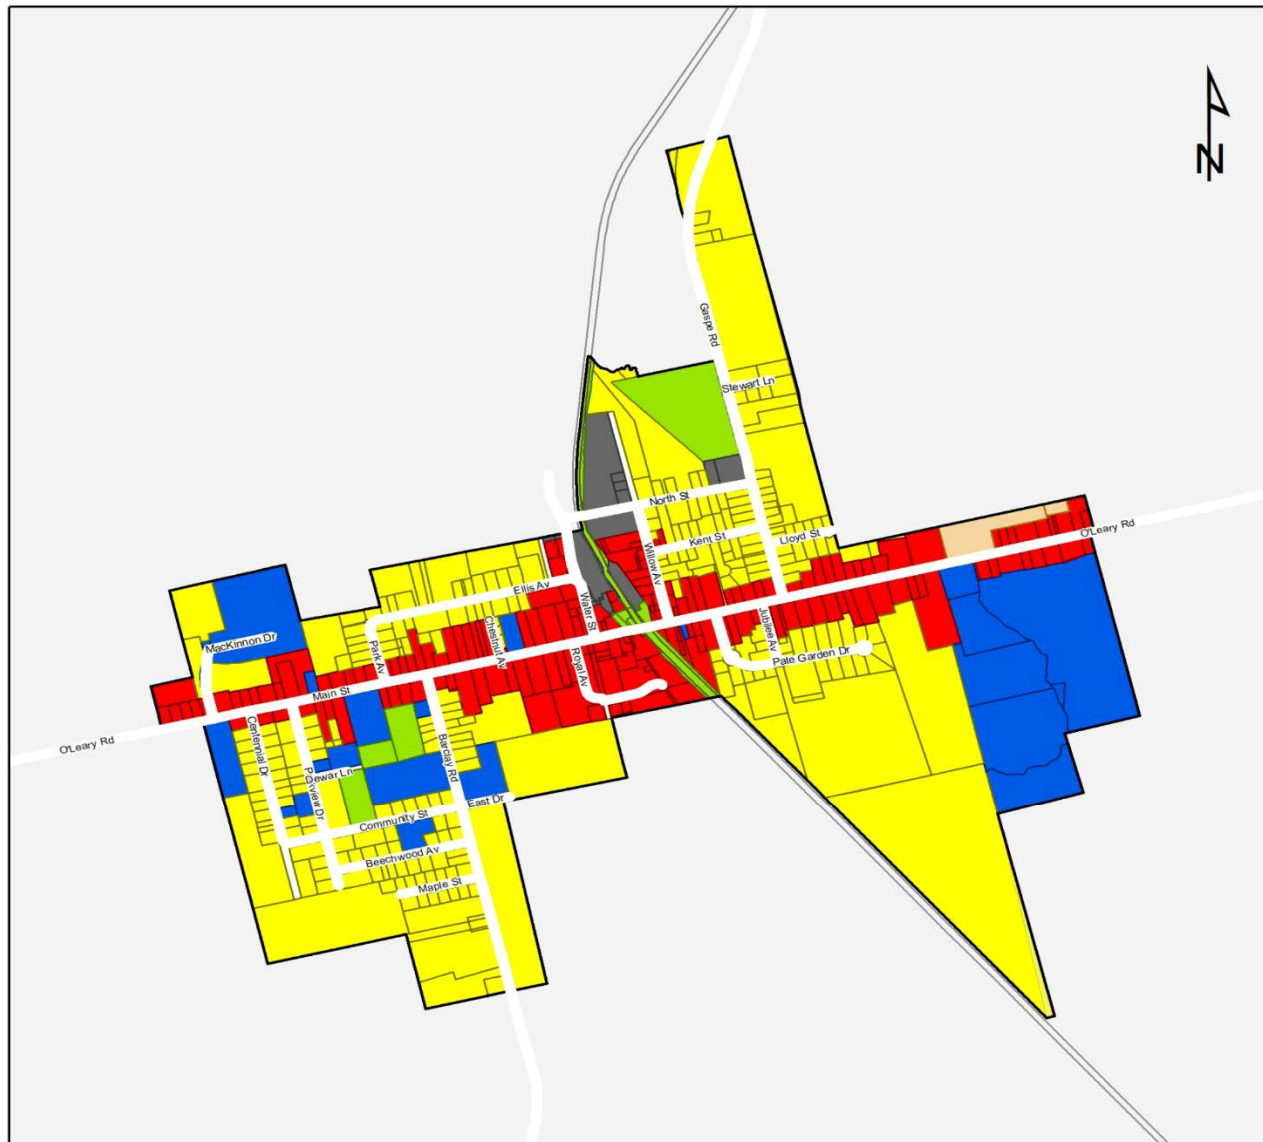 N
Gaspe Rd
Stewart Ln
North St
Kent St
Lloyd St
Willow Av
O'Leary Rd
Ellis Av
Water St
Chestnut Av
Jubilee Av
MacKinnon Dr
Park Av
Royal Av
Pate Garden Dr
Main St
O'Leary Rd
Centennial Dr
Barclay Rd
Dewar Ln
Parkview Dr
East Dr
Community St
Beechwood Av
Maple St